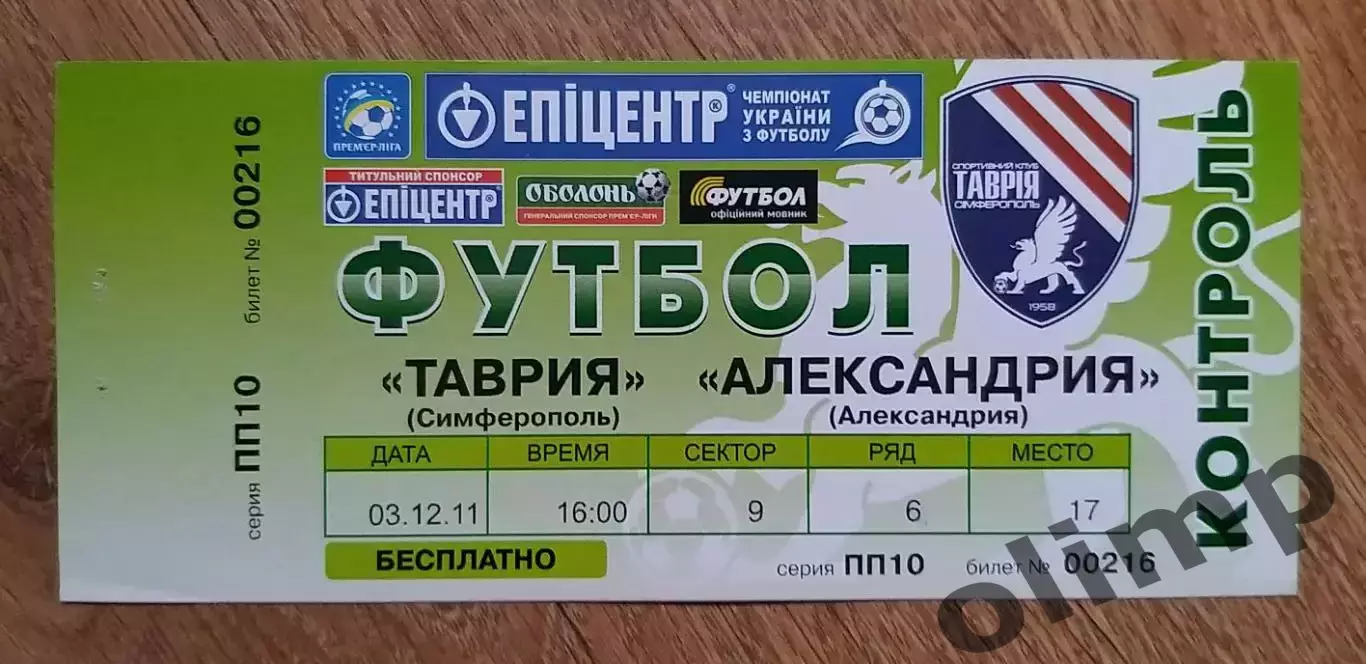 серия ПП10 билет № 00216
ПРЕМ'ЄР-ЛІГА
ЕПІЦЕНТР®
ЧЕМПІОНАТ
УКРАЇНИ
З ФУТБОЛУ
ТИТУЛЬНИЙ СПОНСОР
ЕПІЦЕНТР
ОБОЛОНЬ
ГЕНЕРАЛЬНИЙ СПОНСОР ПРЕМ'ЄР-ЛІГИ
ФУТБОЛ
офіційний мовник
СПОРТИВНИЙ КЛУБ
ТАВРІЯ
СІМФЕРОПОЛЬ
1958
ФУТБОЛ
«ТАВРИЯ» «АЛЕКСАНДРИЯ»
(Симферополь) (Александрия)
ДАТА ВРЕМЯ СЕКТОР РЯД МЕСТО
03.12.11 16:00 9 6 17
БЕСПЛАТНО серия ПП10 билет № 00216
КОНТРОЛЬ
olimp